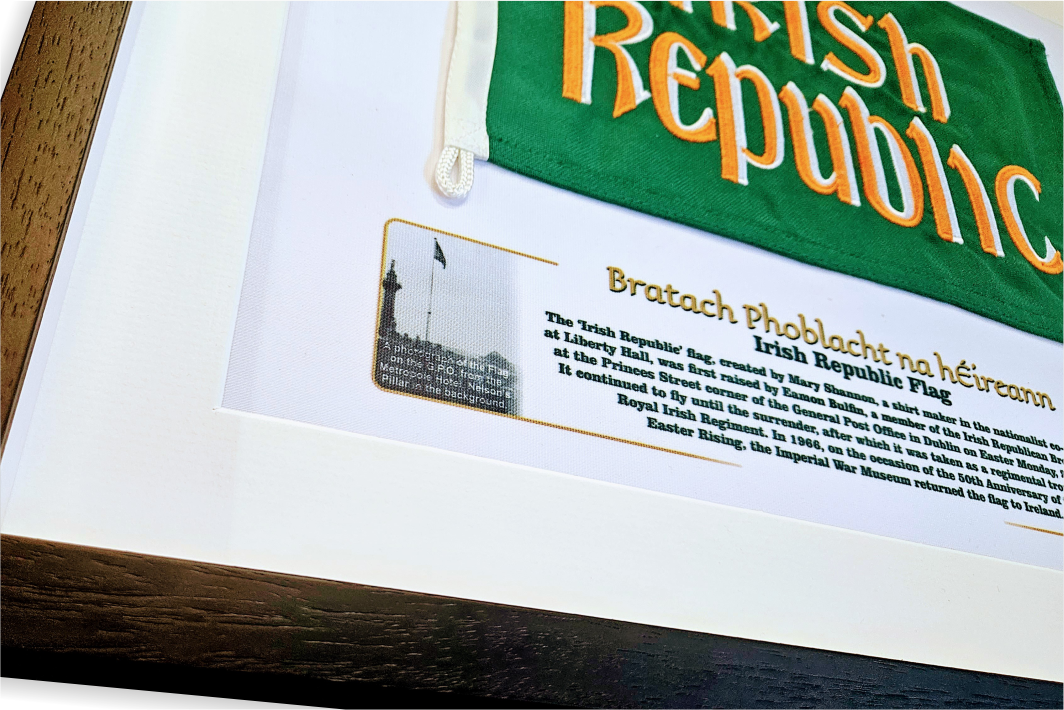 Irish
Republic
Bratach Phoblacht na hÉireann
Irish Republic Flag
The 'Irish Republic' flag, created by Mary Shannon, a shirt maker in the nationalist co-
at Liberty Hall, was first raised by Eamon Bulfin, a member of the Irish Republican Br
at the Princes Street corner of the General Post Office in Dublin on Easter Monday,
It continued to fly until the surrender, after which it was taken as a regimental tro
Royal Irish Regiment. In 1966, on the occasion of the 50th Anniversary of
Easter Rising, the Imperial War Museum returned the flag to Ireland.
A photograph of the Flag
on the G.P.O. from the
Metropole Hotel, Nelson's
Pillar in the background